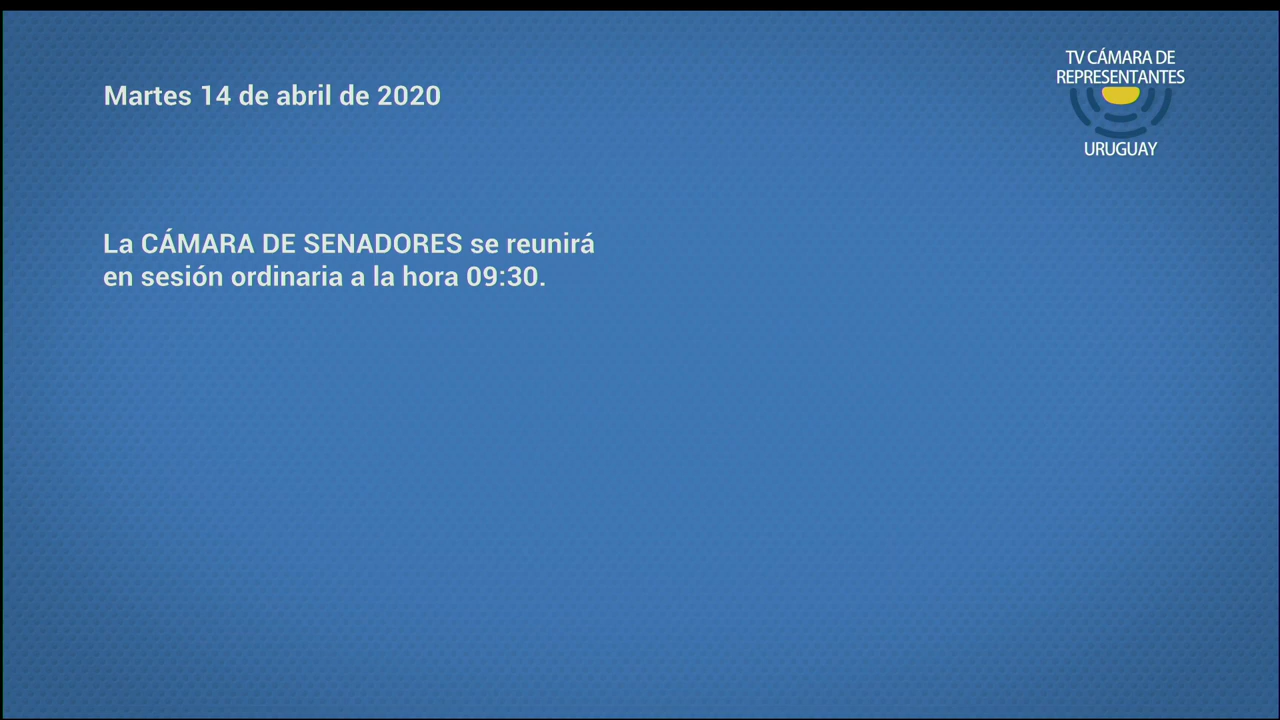 Martes 14 de abril de 2020
TV CÁMARA DE
REPRESENTANTES
URUGUAY
La CÁMARA DE SENADORES se reunirá
en sesión ordinaria a la hora 09:30.